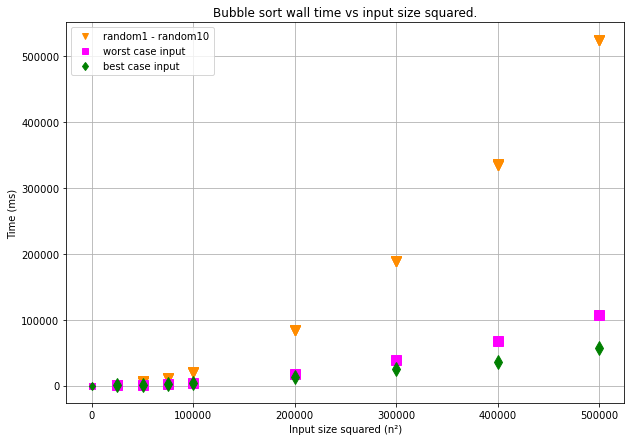 Bubble sort wall time vs input size squared.
random1 - random10
worst case input
best case input
500000
400000
300000
200000
100000
0
Time (ms)
0 100000 200000 300000 400000 500000
Input size squared (n²)